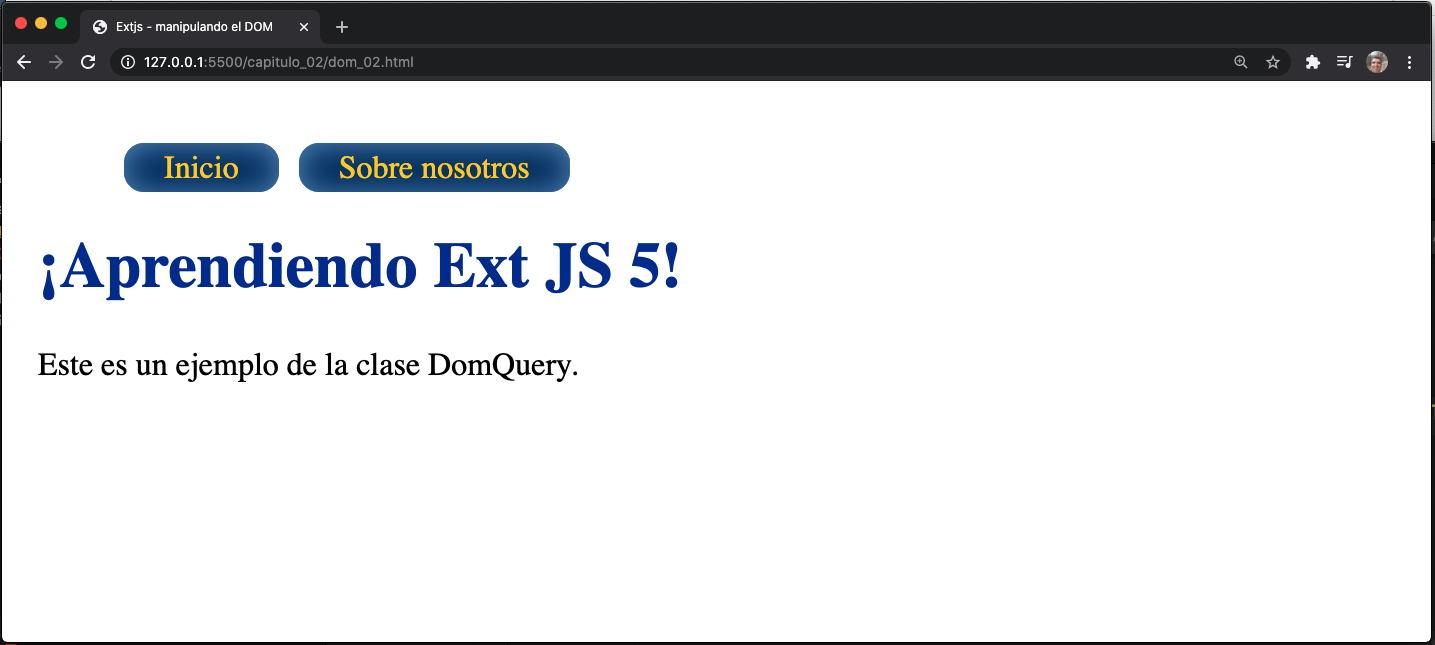 Extjs - manipulando el DOM
127.0.0.1:5500/capitulo_02/dom_02.html
Inicio
Sobre nosotros
¡Aprendiendo Ext JS 5!
Este es un ejemplo de la clase DomQuery.